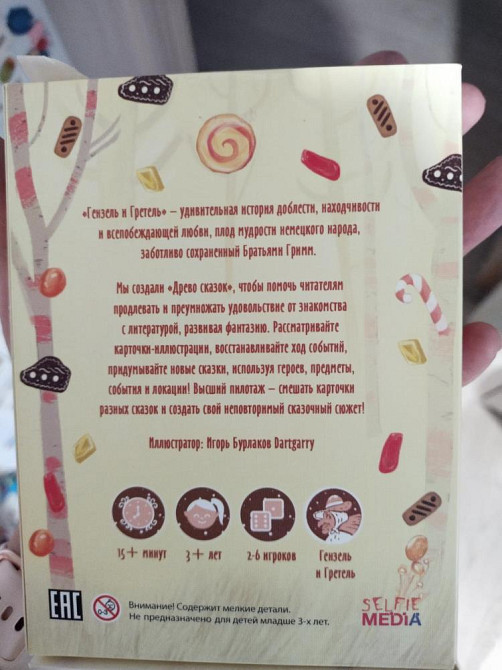 «Гензель и Гретель» — удивительная история доблести, находчивости
и всепобеждающей любви, плод мудрости немецкого народа,
заботливо сохраненный Братьями Гримм.
Мы создали «Древо сказок», чтобы помочь читателям
продлевать и преумножать удовольствие от знакомства
с литературой, развивая фантазию. Рассматривайте
карточки-иллюстрации, восстанавливайте ход событий,
придумывайте новые сказки, используя героев, предметы,
события и локации! Высший пилотаж — смешать карточки
разных сказок и создать свой неповторимый сказочный сюжет!
Иллюстратор: Игорь Бурлаков Dartgarry
15+ минут
3+ лет
2-6 игроков
Гензель
и Гретель
ЕАС
0-3
Внимание! Содержит мелкие детали.
Не предназначено для детей младше 3-х лет.
SELFIE
MEDIA